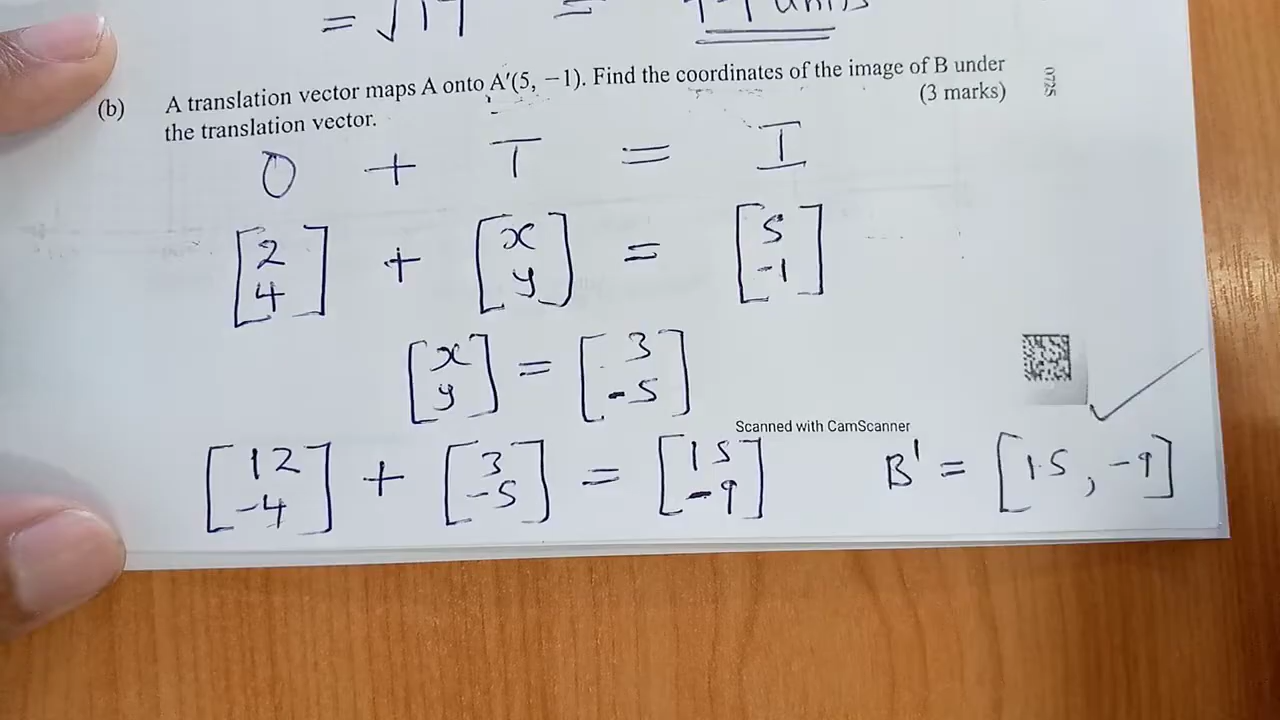 = √17 =
(b) A translation vector maps A onto A′(5, −1). Find the coordinates of the image of B under
the translation vector. (3 marks)
0725
O + T = I
[2 4] + [x y] = [5 -1]
[x y] = [3 -5]
Scanned with CamScanner
[12 -4] + [3 -5] = [15 -9] B' = [15, -9]